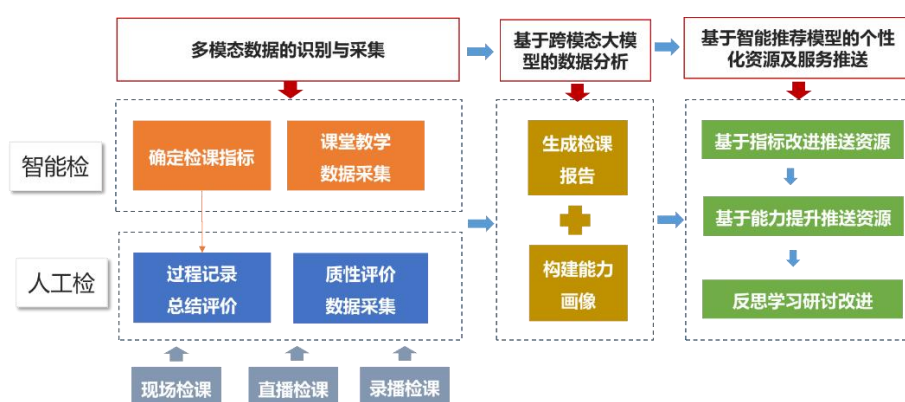 多模态数据的识别与采集
基于跨模态大模
型的数据分析
基于智能推荐模型的个性
化资源及服务推送
智能检
确定检课指标
课堂教学
数据采集
生成检课
报告
基于指标改进推送资源
基于能力提升推送资源
人工检
过程记录
总结评价
质性评价
数据采集
构建能力
画像
反思学习研讨改进
现场检课
直播检课
录播检课